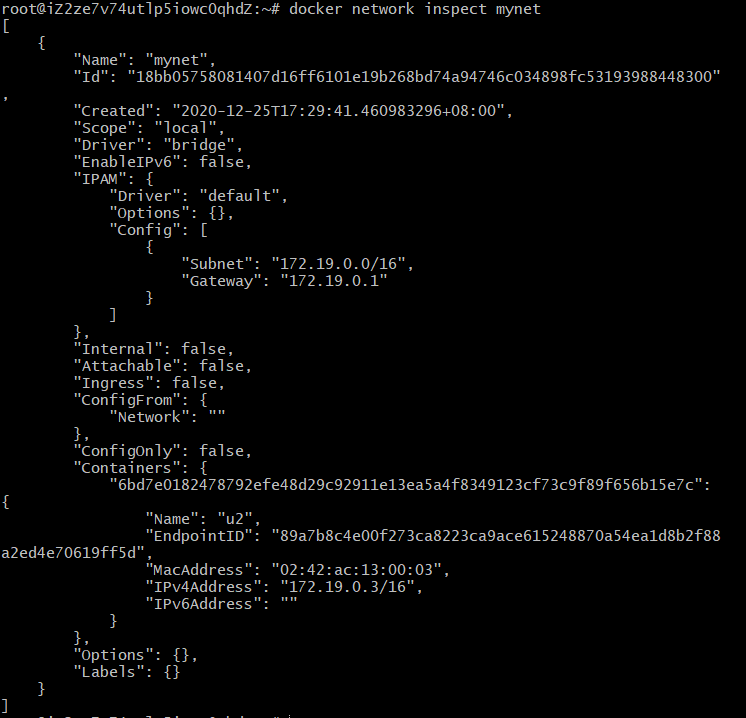 root@iZ2ze7v74utlp5iowc0qhdZ:~# docker network inspect mynet
[
    {
        "Name": "mynet",
        "Id": "18bb05758081407d16ff6101e19b268bd74a94746c034898fc53193988448300"
,
        "Created": "2020-12-25T17:29:41.460983296+08:00",
        "Scope": "local",
        "Driver": "bridge",
        "EnableIPv6": false,
        "IPAM": {
            "Driver": "default",
            "Options": {},
            "Config": [
                {
                    "Subnet": "172.19.0.0/16",
                    "Gateway": "172.19.0.1"
                }
            ]
        },
        "Internal": false,
        "Attachable": false,
        "Ingress": false,
        "ConfigFrom": {
            "Network": ""
        },
        "ConfigOnly": false,
        "Containers": {
            "6bd7e0182478792efe48d29c92911e13ea5a4f8349123cf73c9f89f656b15e7c":
{
                "Name": "u2",
                "EndpointID": "89a7b8c4e00f273ca8223ca9ace615248870a54ea1d8b2f88
a2ed4e70619ff5d",
                "MacAddress": "02:42:ac:13:00:03",
                "IPv4Address": "172.19.0.3/16",
                "IPv6Address": ""
            }
        },
        "Options": {},
        "Labels": {}
    }
]